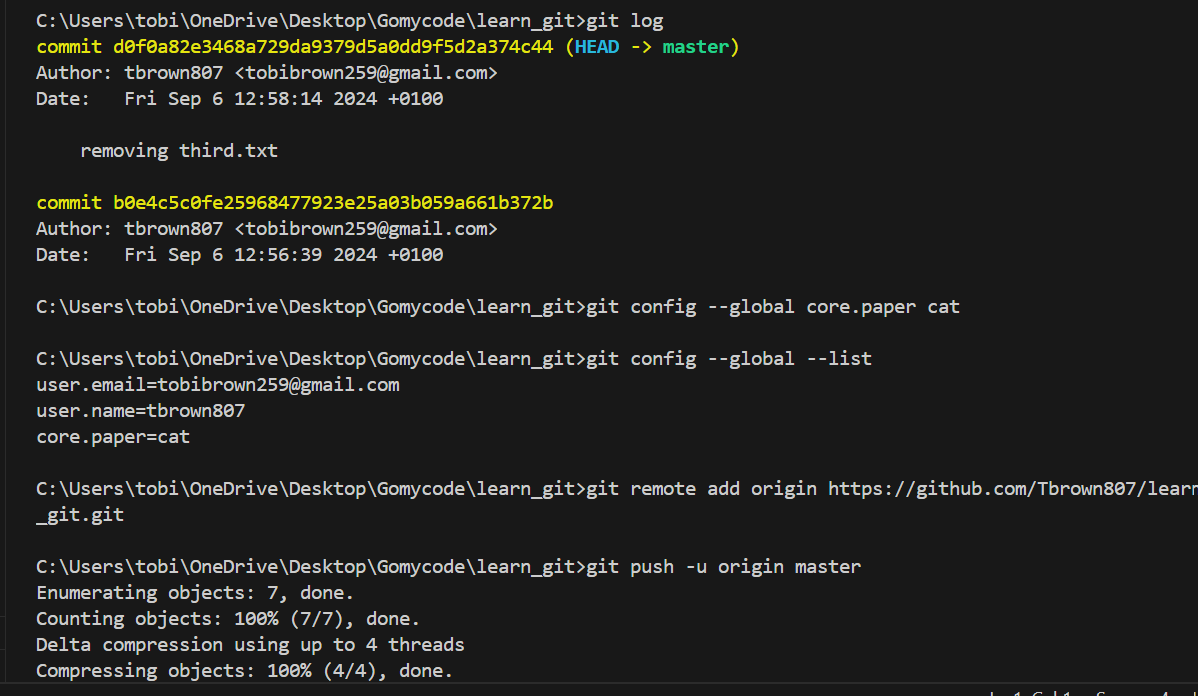 C:\Users\tobi\OneDrive\Desktop\Gomycode\learn_git>git log
commit d0f0a82e3468a729da9379d5a0dd9f5d2a374c44 (HEAD -> master)
Author: tbrown807 <tobibrown259@gmail.com>
Date:   Fri Sep 6 12:58:14 2024 +0100
    removing third.txt
commit b0e4c5c0fe25968477923e25a03b059a661b372b
Author: tbrown807 <tobibrown259@gmail.com>
Date:   Fri Sep 6 12:56:39 2024 +0100
C:\Users\tobi\OneDrive\Desktop\Gomycode\learn_git>git config --global core.paper cat
C:\Users\tobi\OneDrive\Desktop\Gomycode\learn_git>git config --global --list
user.email=tobibrown259@gmail.com
user.name=tbrown807
core.paper=cat
C:\Users\tobi\OneDrive\Desktop\Gomycode\learn_git>git remote add origin https://github.com/Tbrown807/learn
_git.git
C:\Users\tobi\OneDrive\Desktop\Gomycode\learn_git>git push -u origin master
Enumerating objects: 7, done.
Counting objects: 100% (7/7), done.
Delta compression using up to 4 threads
Compressing objects: 100% (4/4), done.